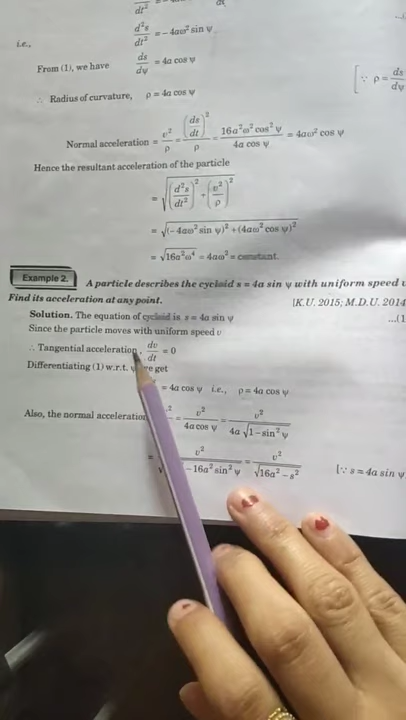 dt²
d²s/dt² = – 4aω² sin ψ
i.e.,
From (1), we have ds/dψ = 4a cos ψ
∴ Radius of curvature, ρ = 4a cos ψ [∵ ρ = ds/dψ
Normal acceleration = v²/ρ = (ds/dt)²/ρ = 16a²ω² cos² ψ/4a cos ψ = 4aω² cos ψ
Hence the resultant acceleration of the particle
= √((d²s/dt²)² + (v²/ρ)²)
= √((– 4aω² sin ψ)² + (4aω² cos ψ)²)
= √(16a²ω⁴) = 4aω² = constant.
Example 2. A particle describes the cycloid s = 4a sin ψ with uniform speed v
Find its acceleration at any point. [K.U. 2015; M.D.U. 2014
Solution. The equation of cycloid is s = 4a sin ψ ...(1
Since the particle moves with uniform speed v
∴ Tangential acceleration, dv/dt = 0
Differentiating (1) w.r.t. get
= 4a cos ψ i.e., ρ = 4a cos ψ
Also, the normal acceleration = v²/4a cos ψ = v²/4a √(1–sin² ψ)
= v²/√( –16a² sin² ψ) = v²/√(16a² – s²) [∵ s = 4a sin ψ